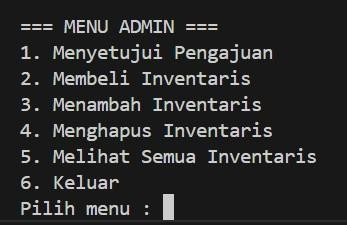 === MENU ADMIN ===
1. Menyetujui Pengajuan
2. Membeli Inventaris
3. Menambah Inventaris
4. Menghapus Inventaris
5. Melihat Semua Inventaris
6. Keluar
Pilih menu :